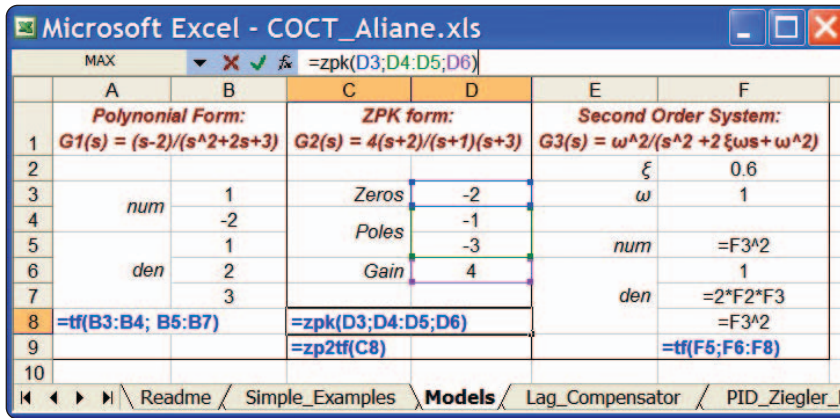 Microsoft Excel - COCT_Aliane.xls
MAX =zpk(D3;D4:D5;D6)
A B C D E F
1 Polynonial Form: ZPK form: Second Order System:
G1(s) = (s-2)/(s^2+2s+3) G2(s) = 4(s+2)/(s+1)(s+3) G3(s) = ω^2/(s^2 +2 ξωs+ ω^2)
2 ξ 0.6
3 num 1 Zeros -2 ω 1
4 -2 Poles -1
5 den 1 -3 num =F3^2
6 2 Gain 4 den 1
7 3 =2*F2*F3
8 =tf(B3:B4; B5:B7) =zpk(D3;D4:D5;D6) =F3^2
9 =zp2tf(C8) =tf(F5;F6:F8)
10
Readme Simple_Examples Models Lag_Compensator PID_Ziegler_